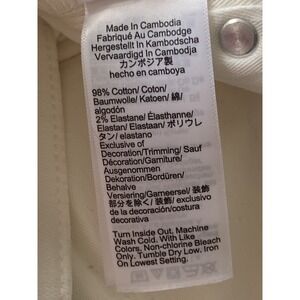 Made In Cambodia
Fabriqué Au Cambodge
Hergestellt In Kambodscha
Vervaardigd In Cambodja
カンボジア製
hecho en camboya
98% Cotton/ Coton/
Baumwolle/ Katoen/ 綿/
algodón
2% Elastane/ Élasthanne/
Elastan/ Elastaan/ ポリウレ
タン/ elastano
Exclusive of
Decoration/Trimming/ Sauf
Décoration/Garniture/
Ausgenommen
Dekoration/Bordüren/
Behalve
Versiering/Garneersel/ 装飾
部分を除く/ 装飾/ exclusivo
de la decoración/costura
decorativa
Turn Inside Out. Machine
Wash Cold. With Like
Colors, Non-chlorine Bleach
Only. Tumble Dry Low. Iron
On Lowest Setting.